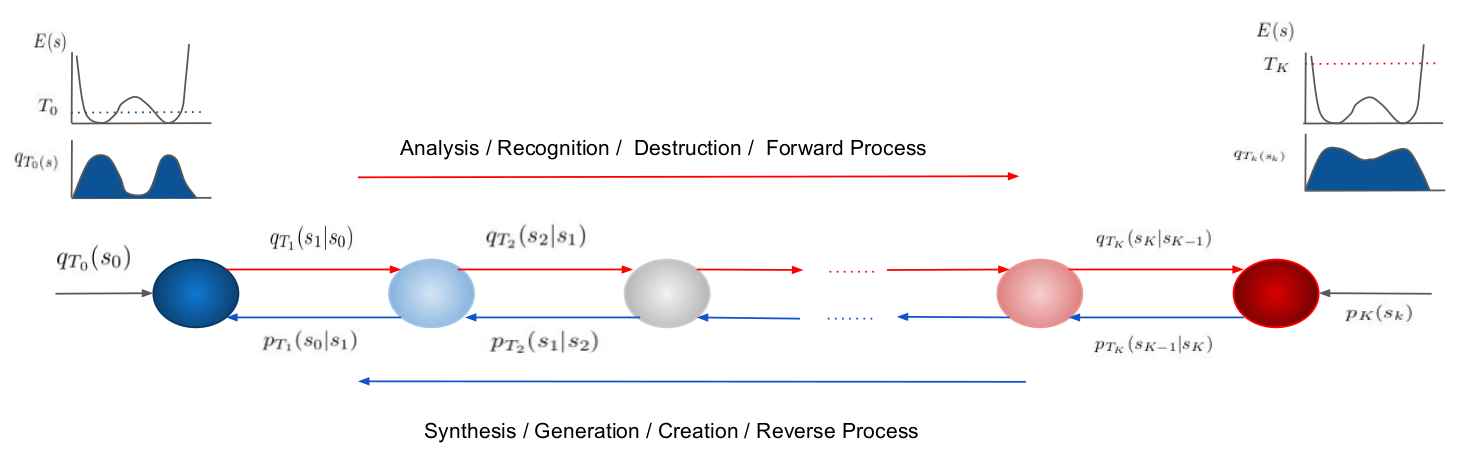 E(s)
T_0
q_{T_0(s)}
E(s)
T_K
q_{T_k(s_k)}
Analysis / Recognition / Destruction / Forward Process
q_{T_0}(s_0)
q_{T_1}(s_1|s_0)
q_{T_2}(s_2|s_1)
.......
q_{T_K}(s_K|s_{K-1})
p_{T_1}(s_0|s_1)
p_{T_2}(s_1|s_2)
.......
p_{T_K}(s_{K-1}|s_K)
p_K(s_k)
Synthesis / Generation / Creation / Reverse Process